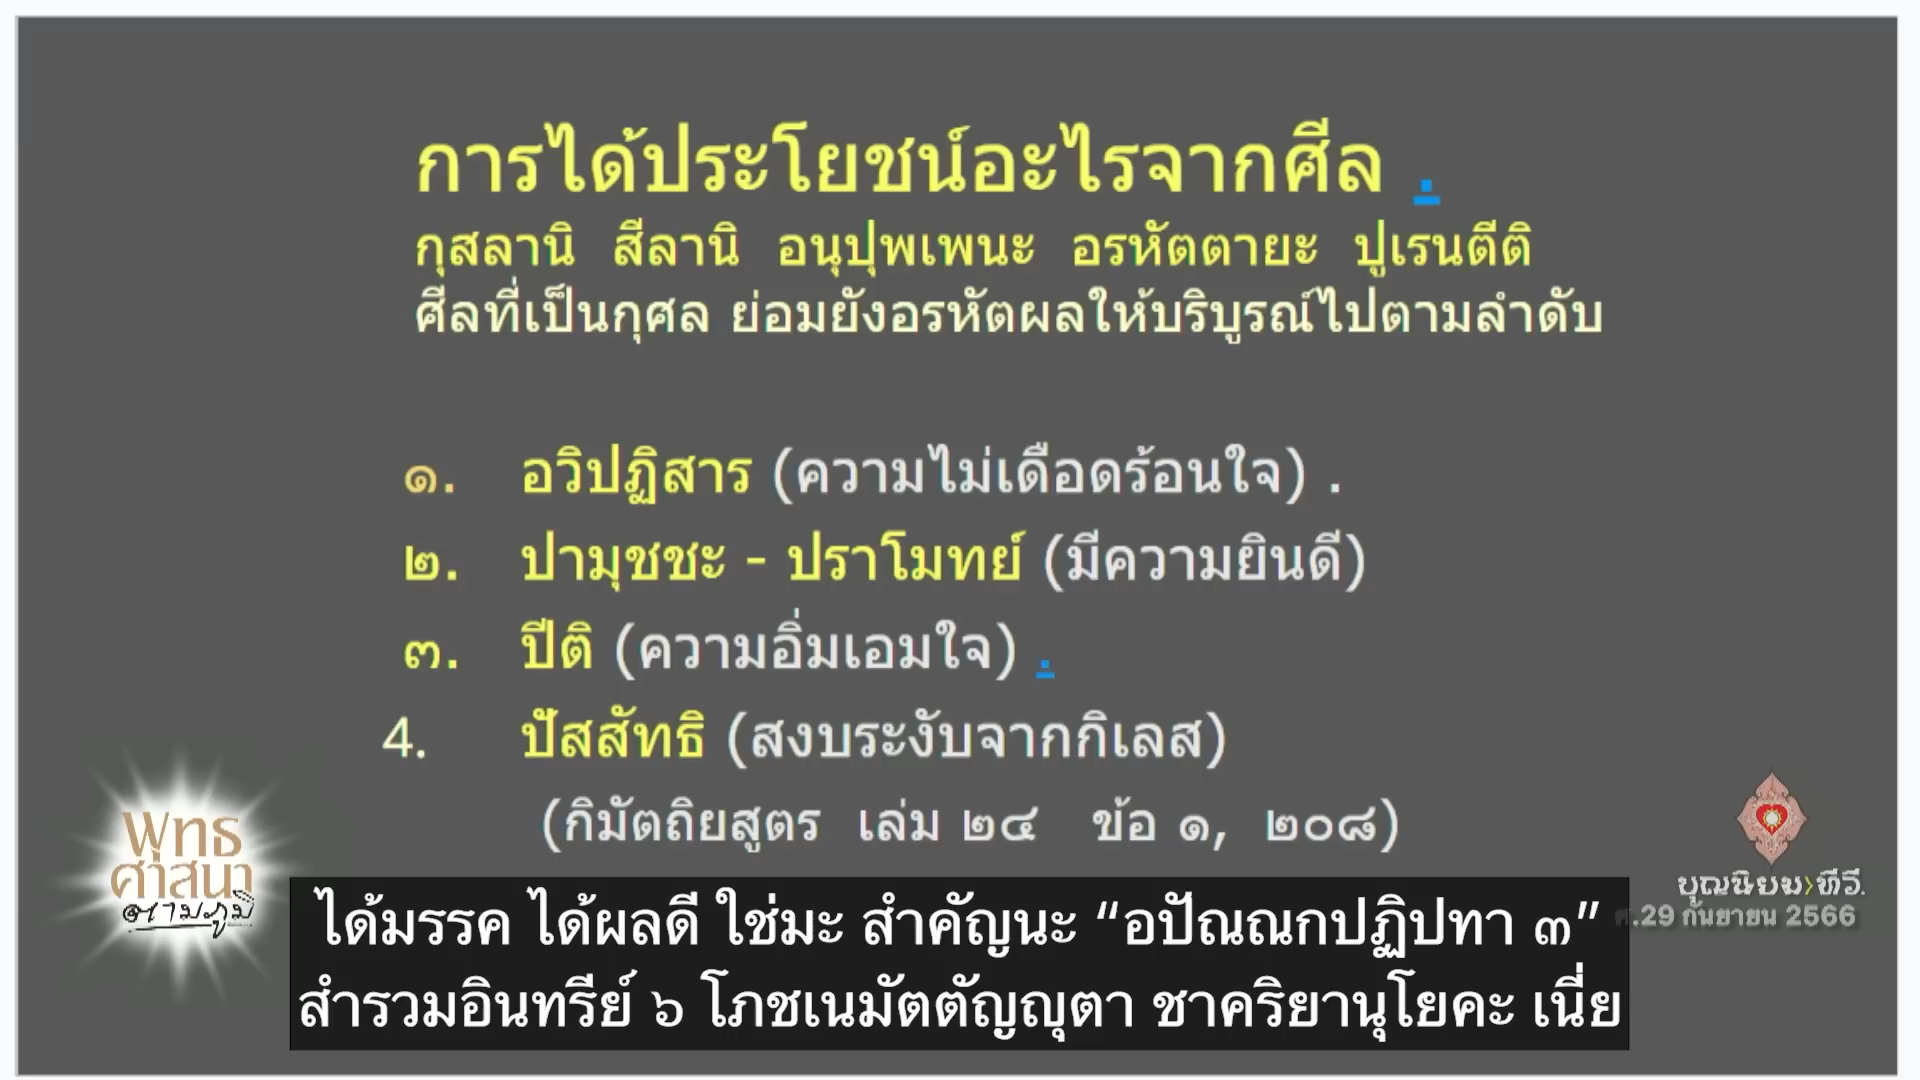 การได้ประโยชน์อะไรจากศีล .
กุสลานิ สีลานิ อนุปุพเพนะ อรหัตตายะ ปูเรนตีติ
ศีลที่เป็นกุศล ย่อมยังอรหัตผลให้บริบูรณ์ไปตามลำดับ
๑. อวิปฏิสาร (ความไม่เดือดร้อนใจ) .
๒. ปามุชชะ - ปราโมทย์ (มีความยินดี)
๓. ปีติ (ความอิ่มเอมใจ) .
4. ปัสสัทธิ (สงบระงับจากกิเลส)
(กิมัตถิยสูตร เล่ม ๒๔ ข้อ ๑, ๒๐๘)
พุทธ
ศาสนา
ตามภูมิ
บุญนิยม ทีวี.
ศ.29 กันยายน 2566
ได้มรรค ได้ผลดี ใช่มะ สำคัญนะ “อปัณณกปฏิปทา ๓”
สำรวมอินทรีย์ ๖ โภชเนมัตตัญญุตา ชาคริยานุโยคะ เนี่ย